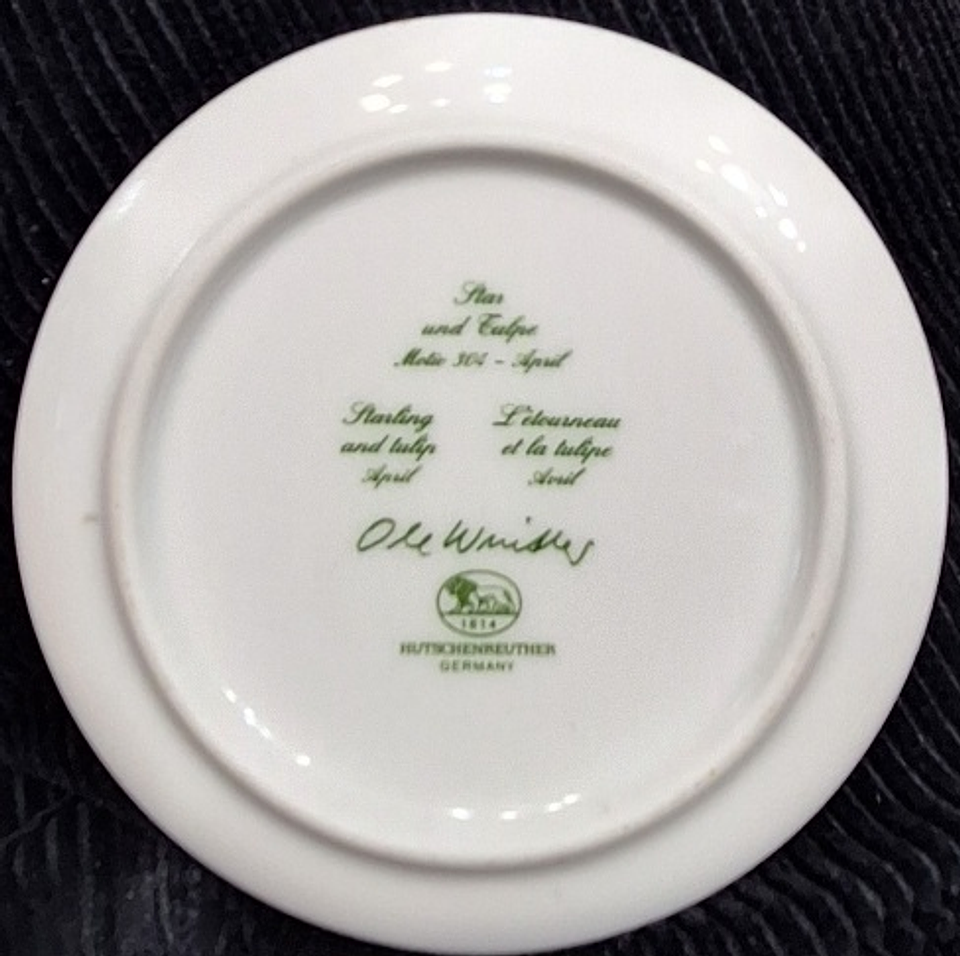 Star
und Tulpe
Motiv 304 - April
Starling
and tulip
April
L'étourneau
et la tulipe
Avril
Ole Winther
1814
HUTSCHENREUTHER
GERMANY